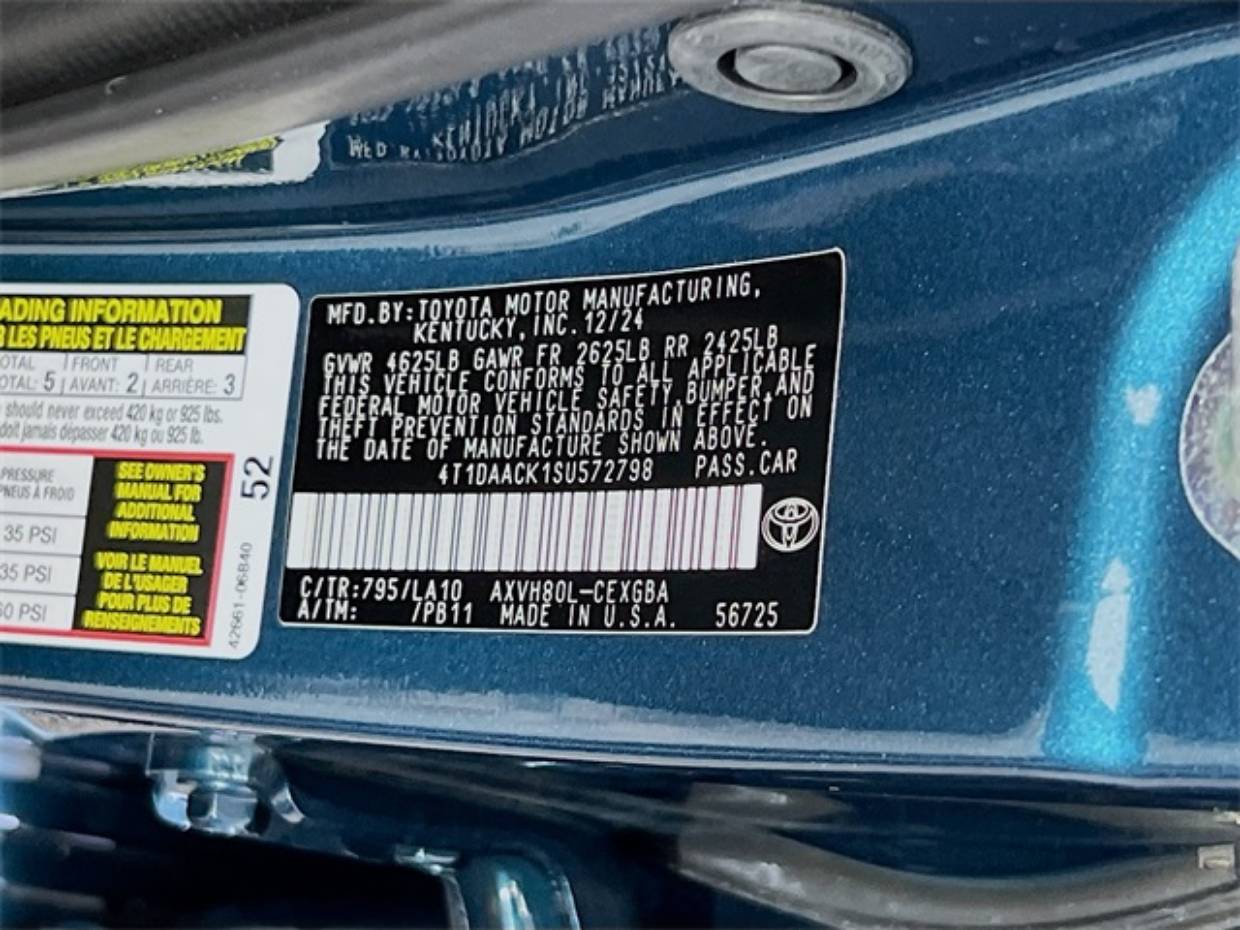 ADING INFORMATION
LES PNEUS ET LE CHARGEMENT
OTAL FRONT REAR
OTAL: 5 AVANT: 2 ARRIÈRE: 3
should never exceed 420 kg or 925 lbs.
doit jamais dépasser 420 kg ou 925 lb.
PRESSURE
PNEUS À FROID
35 PSI
35 PSI
60 PSI
SEE OWNER'S
MANUAL FOR
ADDITIONAL
INFORMATION
VOIR LE MANUEL
DE L'USAGER
POUR PLUS DE
RENSEIGNEMENTS
52
42661-06840
MFD.BY:TOYOTA MOTOR MANUFACTURING,
KENTUCKY, INC. 12/24
GVWR 4625LB GAWR FR 2625LB RR 2425LB
THIS VEHICLE CONFORMS TO ALL APPLICABLE
FEDERAL MOTOR VEHICLE SAFETY,BUMPER,AND
THEFT PREVENTION STANDARDS IN EFFECT ON
THE DATE OF MANUFACTURE SHOWN ABOVE.
4T1DAACK1SU572798 PASS.CAR
C/TR:795/LA10 AXVH80L-CEXGBA
A/TM: /PB11 MADE IN U.S.A. 56725